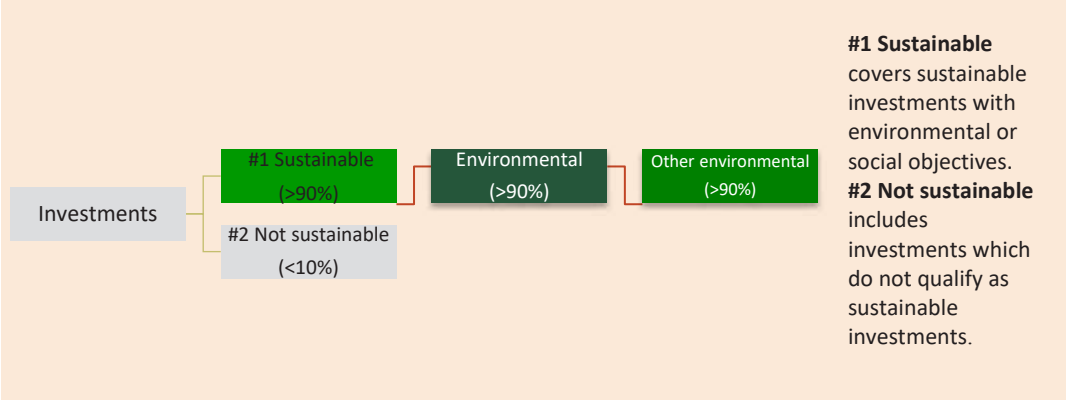 Investments
#1 Sustainable
(>90%)
#2 Not sustainable
(<10%)
Environmental
(>90%)
Other environmental
(>90%)
#1 Sustainable
covers sustainable
investments with
environmental or
social objectives.
#2 Not sustainable
includes
investments which
do not qualify as
sustainable
investments.